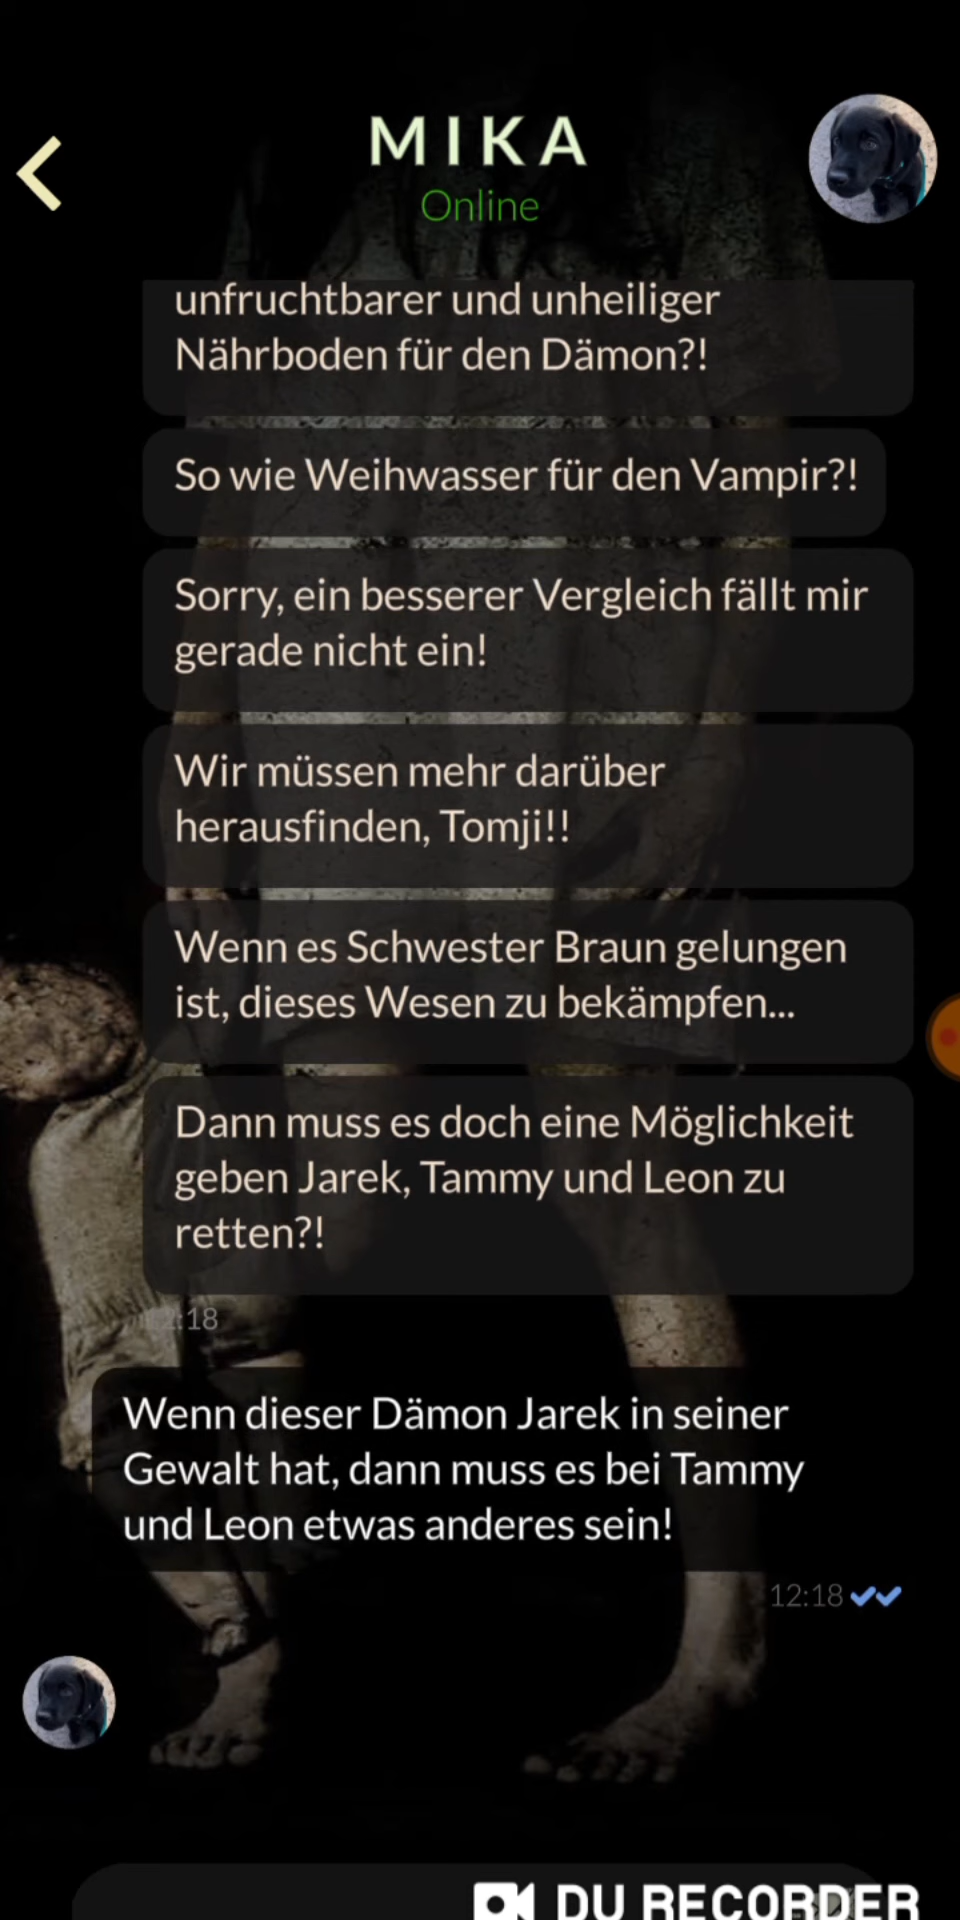 MIKA
Online
unfruchtbarer und unheiliger
Nährboden für den Dämon?!
So wie Weihwasser für den Vampir?!
Sorry, ein besserer Vergleich fällt mir
gerade nicht ein!
Wir müssen mehr darüber
herausfinden, Tomji!!
Wenn es Schwester Braun gelungen
ist, dieses Wesen zu bekämpfen...
Dann muss es doch eine Möglichkeit
geben Jarek, Tammy und Leon zu
retten?!
12:18
Wenn dieser Dämon Jarek in seiner
Gewalt hat, dann muss es bei Tammy
und Leon etwas anderes sein!
12:18
DU RECORDER